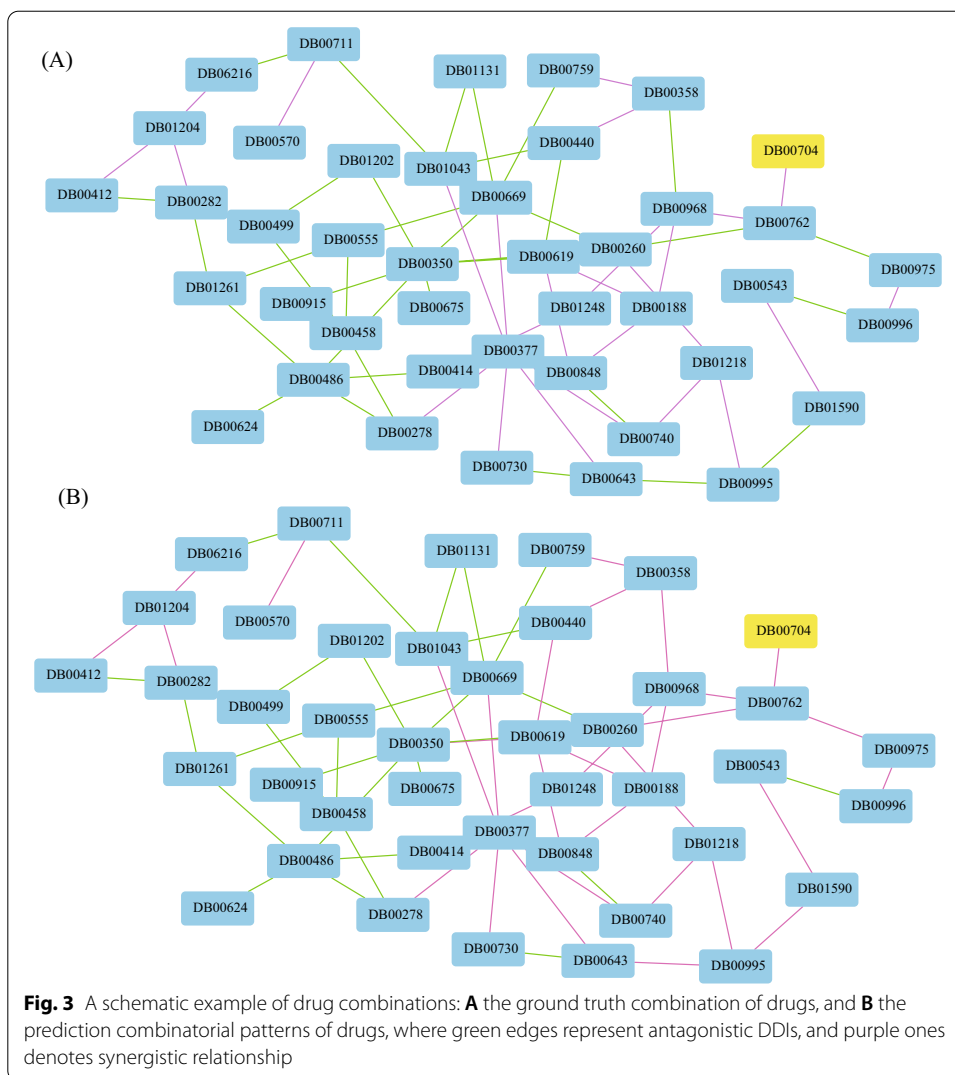 (A)
DB00711
DB06216
DB01131
DB00759
DB00358
DB01204
DB00570
DB00440
DB00704
DB01202
DB01043
DB00412
DB00282
DB00669
DB00968
DB00499
DB00762
DB00555
DB00260
DB00350
DB00619
DB00975
DB01261
DB00543
DB00915
DB00675
DB01248
DB00188
DB00996
DB00458
DB00377
DB01218
DB00486
DB00414
DB00848
DB01590
DB00624
DB00278
DB00740
DB00730
DB00643
DB00995
(B)
DB00711
DB06216
DB01131
DB00759
DB00358
DB01204
DB00570
DB00440
DB00704
DB01202
DB01043
DB00412
DB00282
DB00669
DB00968
DB00499
DB00762
DB00555
DB00260
DB00350
DB00619
DB00975
DB01261
DB00543
DB00915
DB00675
DB01248
DB00188
DB00996
DB00458
DB00377
DB01218
DB00486
DB00414
DB00848
DB01590
DB00624
DB00278
DB00740
DB00730
DB00643
DB00995
Fig. 3 A schematic example of drug combinations: A the ground truth combination of drugs, and B the
prediction combinatorial patterns of drugs, where green edges represent antagonistic DDIs, and purple ones
denotes synergistic relationship